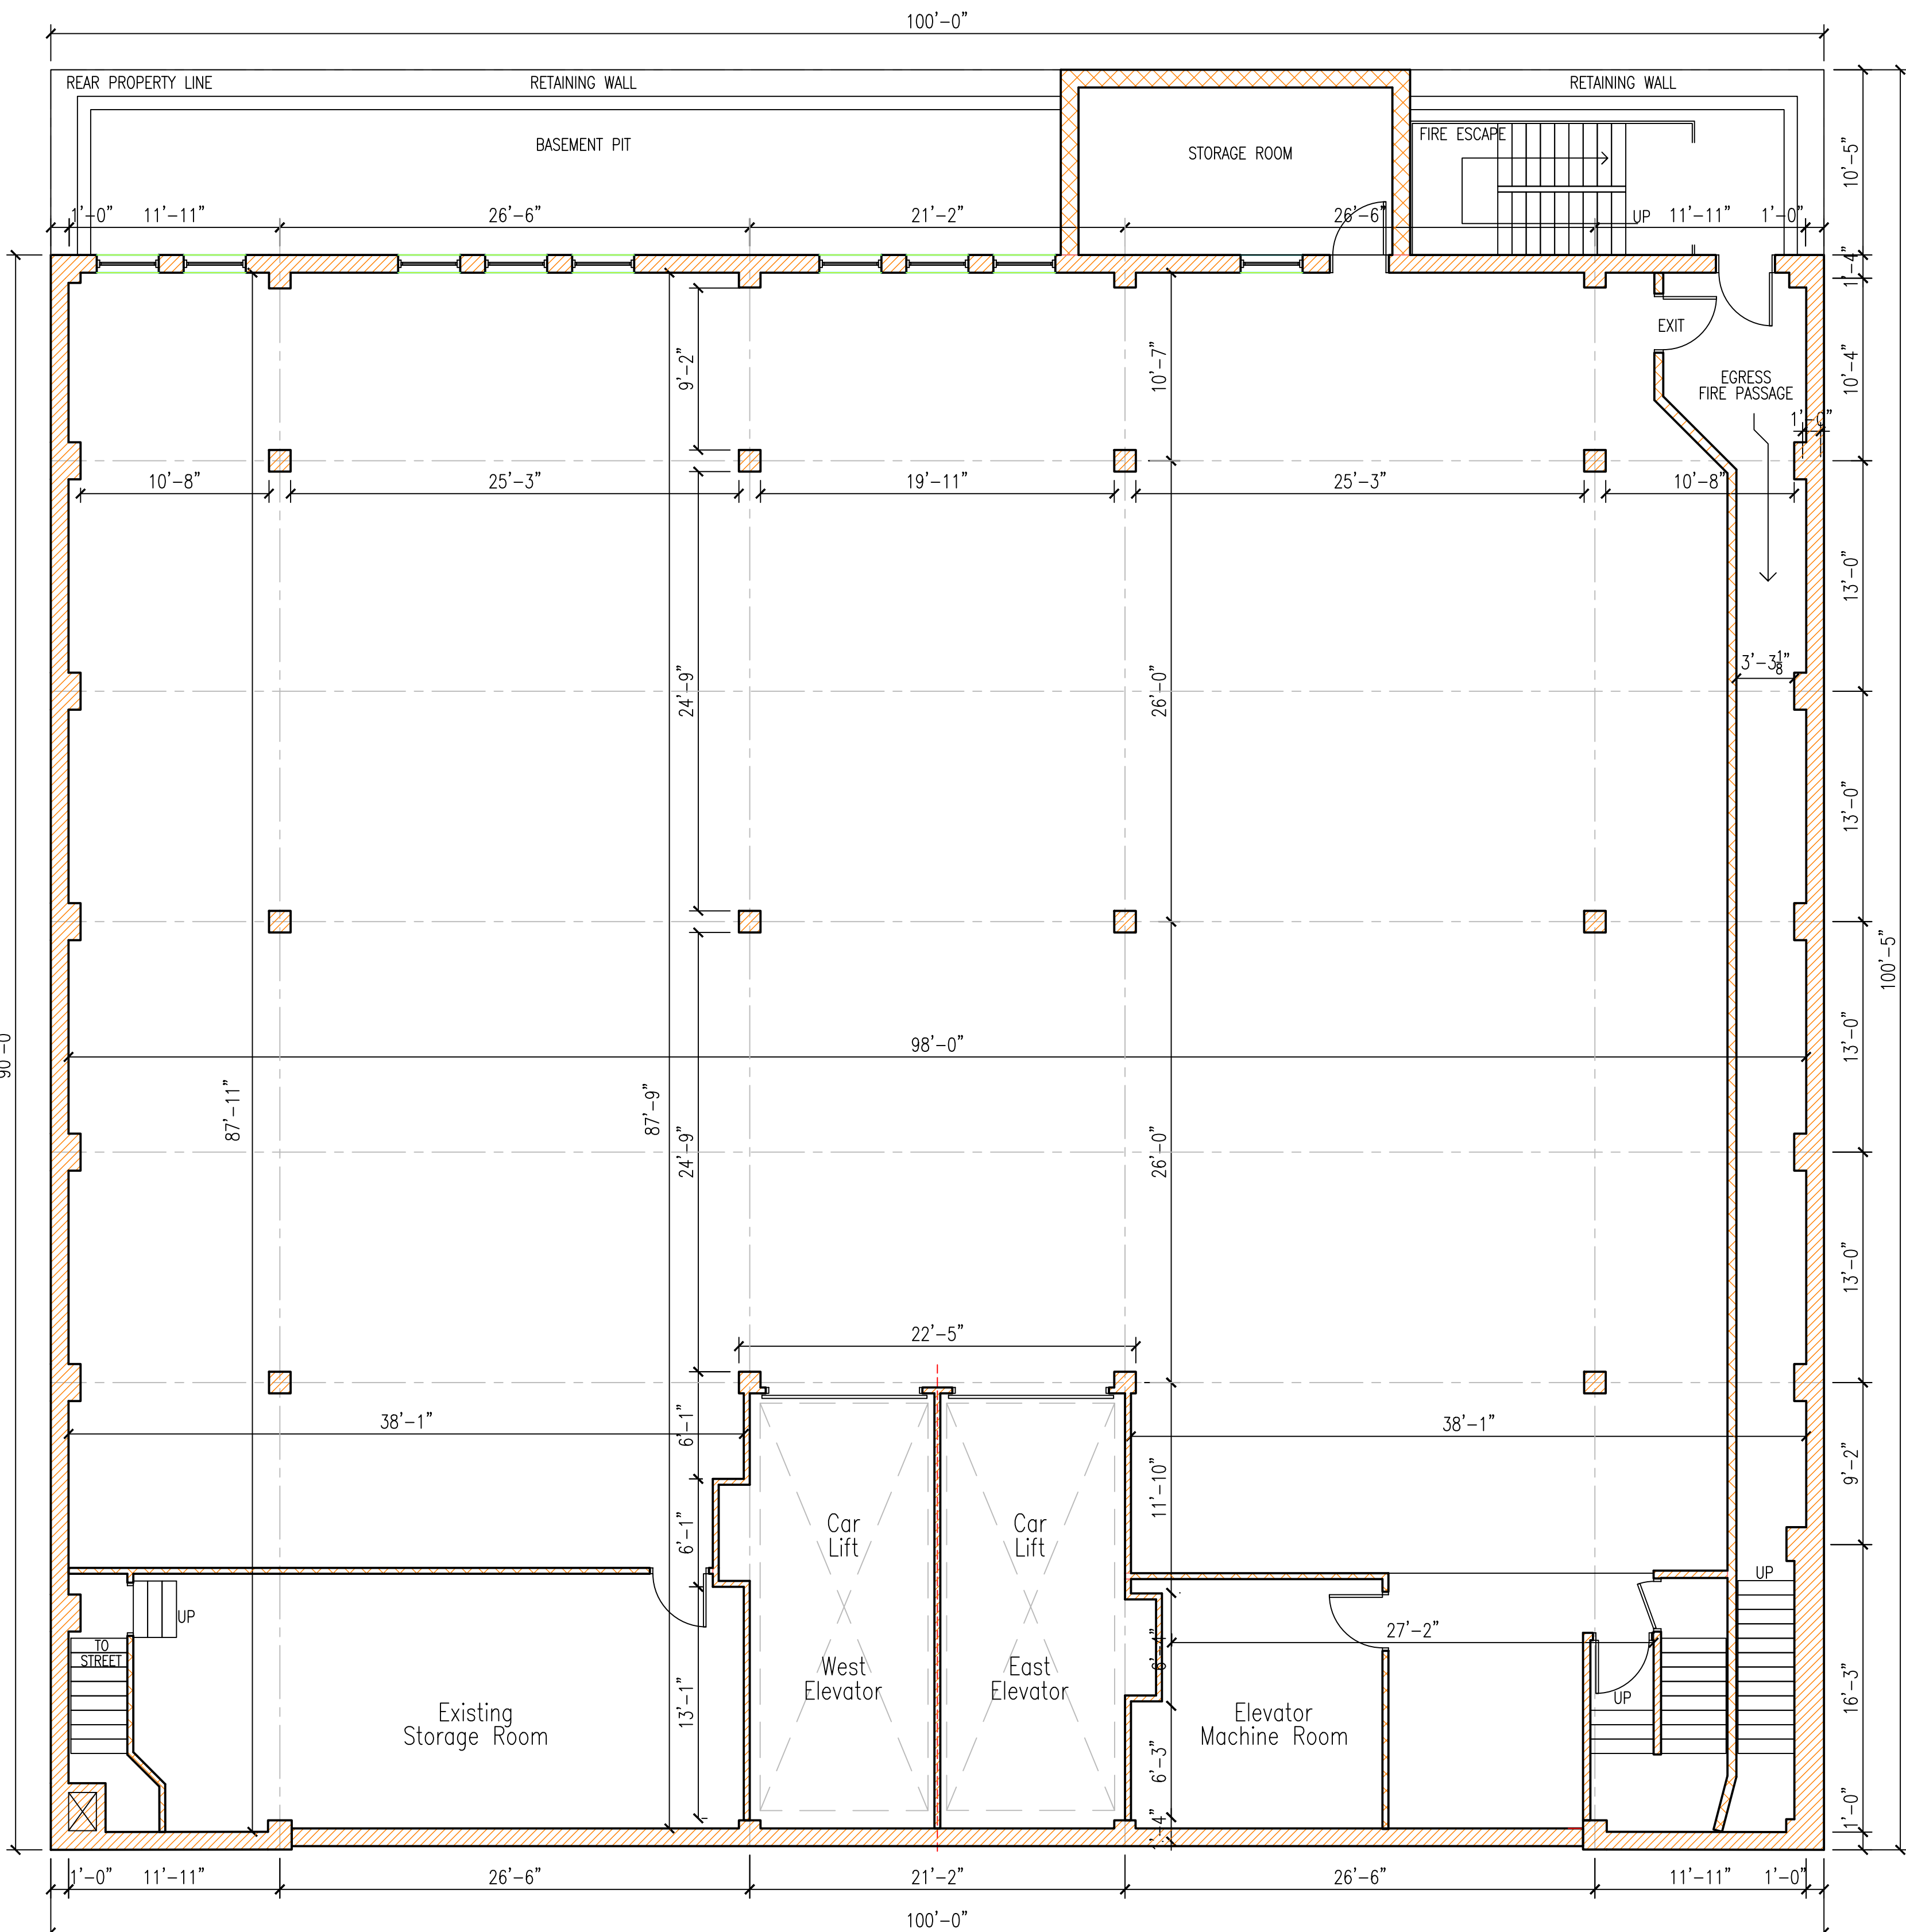 100'-0"
REAR PROPERTY LINE
RETAINING WALL
RETAINING WALL
BASEMENT PIT
STORAGE ROOM
FIRE ESCAPE
10'-5"
1'-0"
11'-11"
26'-6"
21'-2"
26'-6"
UP
11'-11"
1'-0"
1'-4"
EXIT
9'-2"
10'-7"
10'-4"
EGRESS
FIRE PASSAGE
1'-0"
10'-8"
25'-3"
19'-11"
25'-3"
10'-8"
13'-0"
3'-3⅛"
24'-9"
26'-0"
13'-0"
100'-5"
90'-0"
98'-0"
13'-0"
87'-11"
87'-9"
24'-9"
26'-0"
13'-0"
22'-5"
38'-1"
6'-1"
38'-1"
11'-10"
9'-2"
Car
Lift
Car
Lift
6'-1"
UP
UP
TO
STREET
27'-2"
6'-4"
West
Elevator
East
Elevator
UP
16'-3"
13'-1"
Existing
Storage Room
Elevator
Machine Room
6'-3"
1'-0"
1'-0"
11'-11"
26'-6"
21'-2"
26'-6"
11'-11"
1'-0"
100'-0"